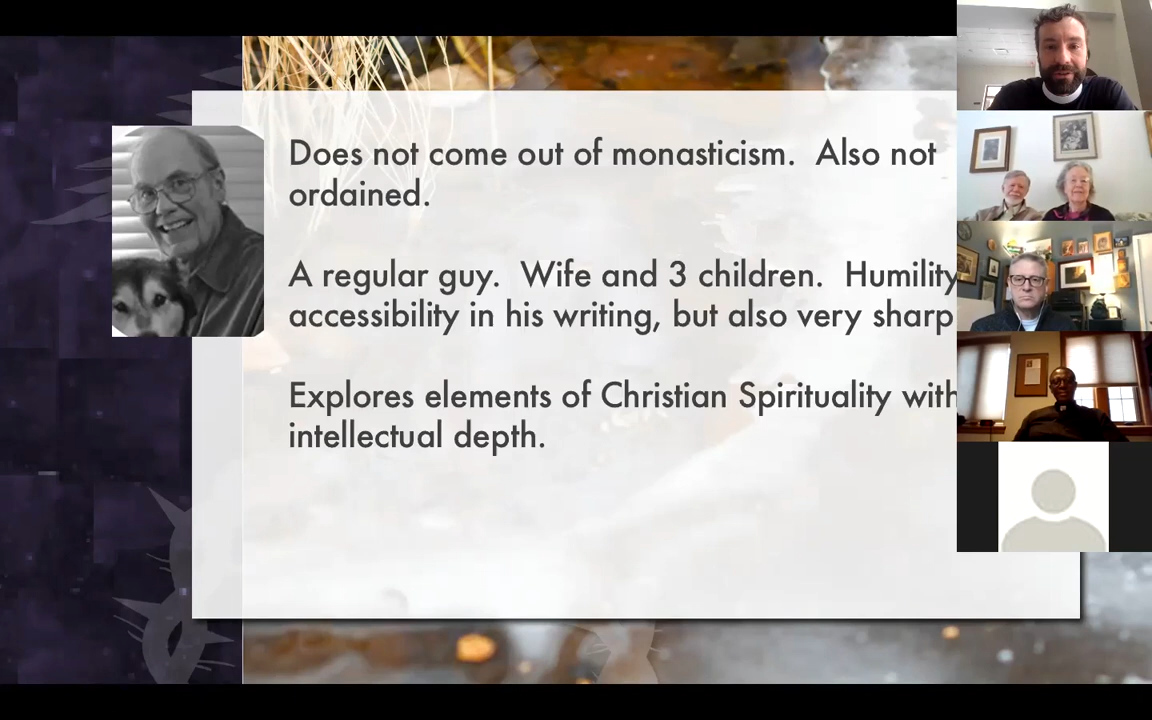 Does not come out of monasticism. Also not
ordained.
A regular guy. Wife and 3 children. Humility
accessibility in his writing, but also very sharp
Explores elements of Christian Spirituality with
intellectual depth.